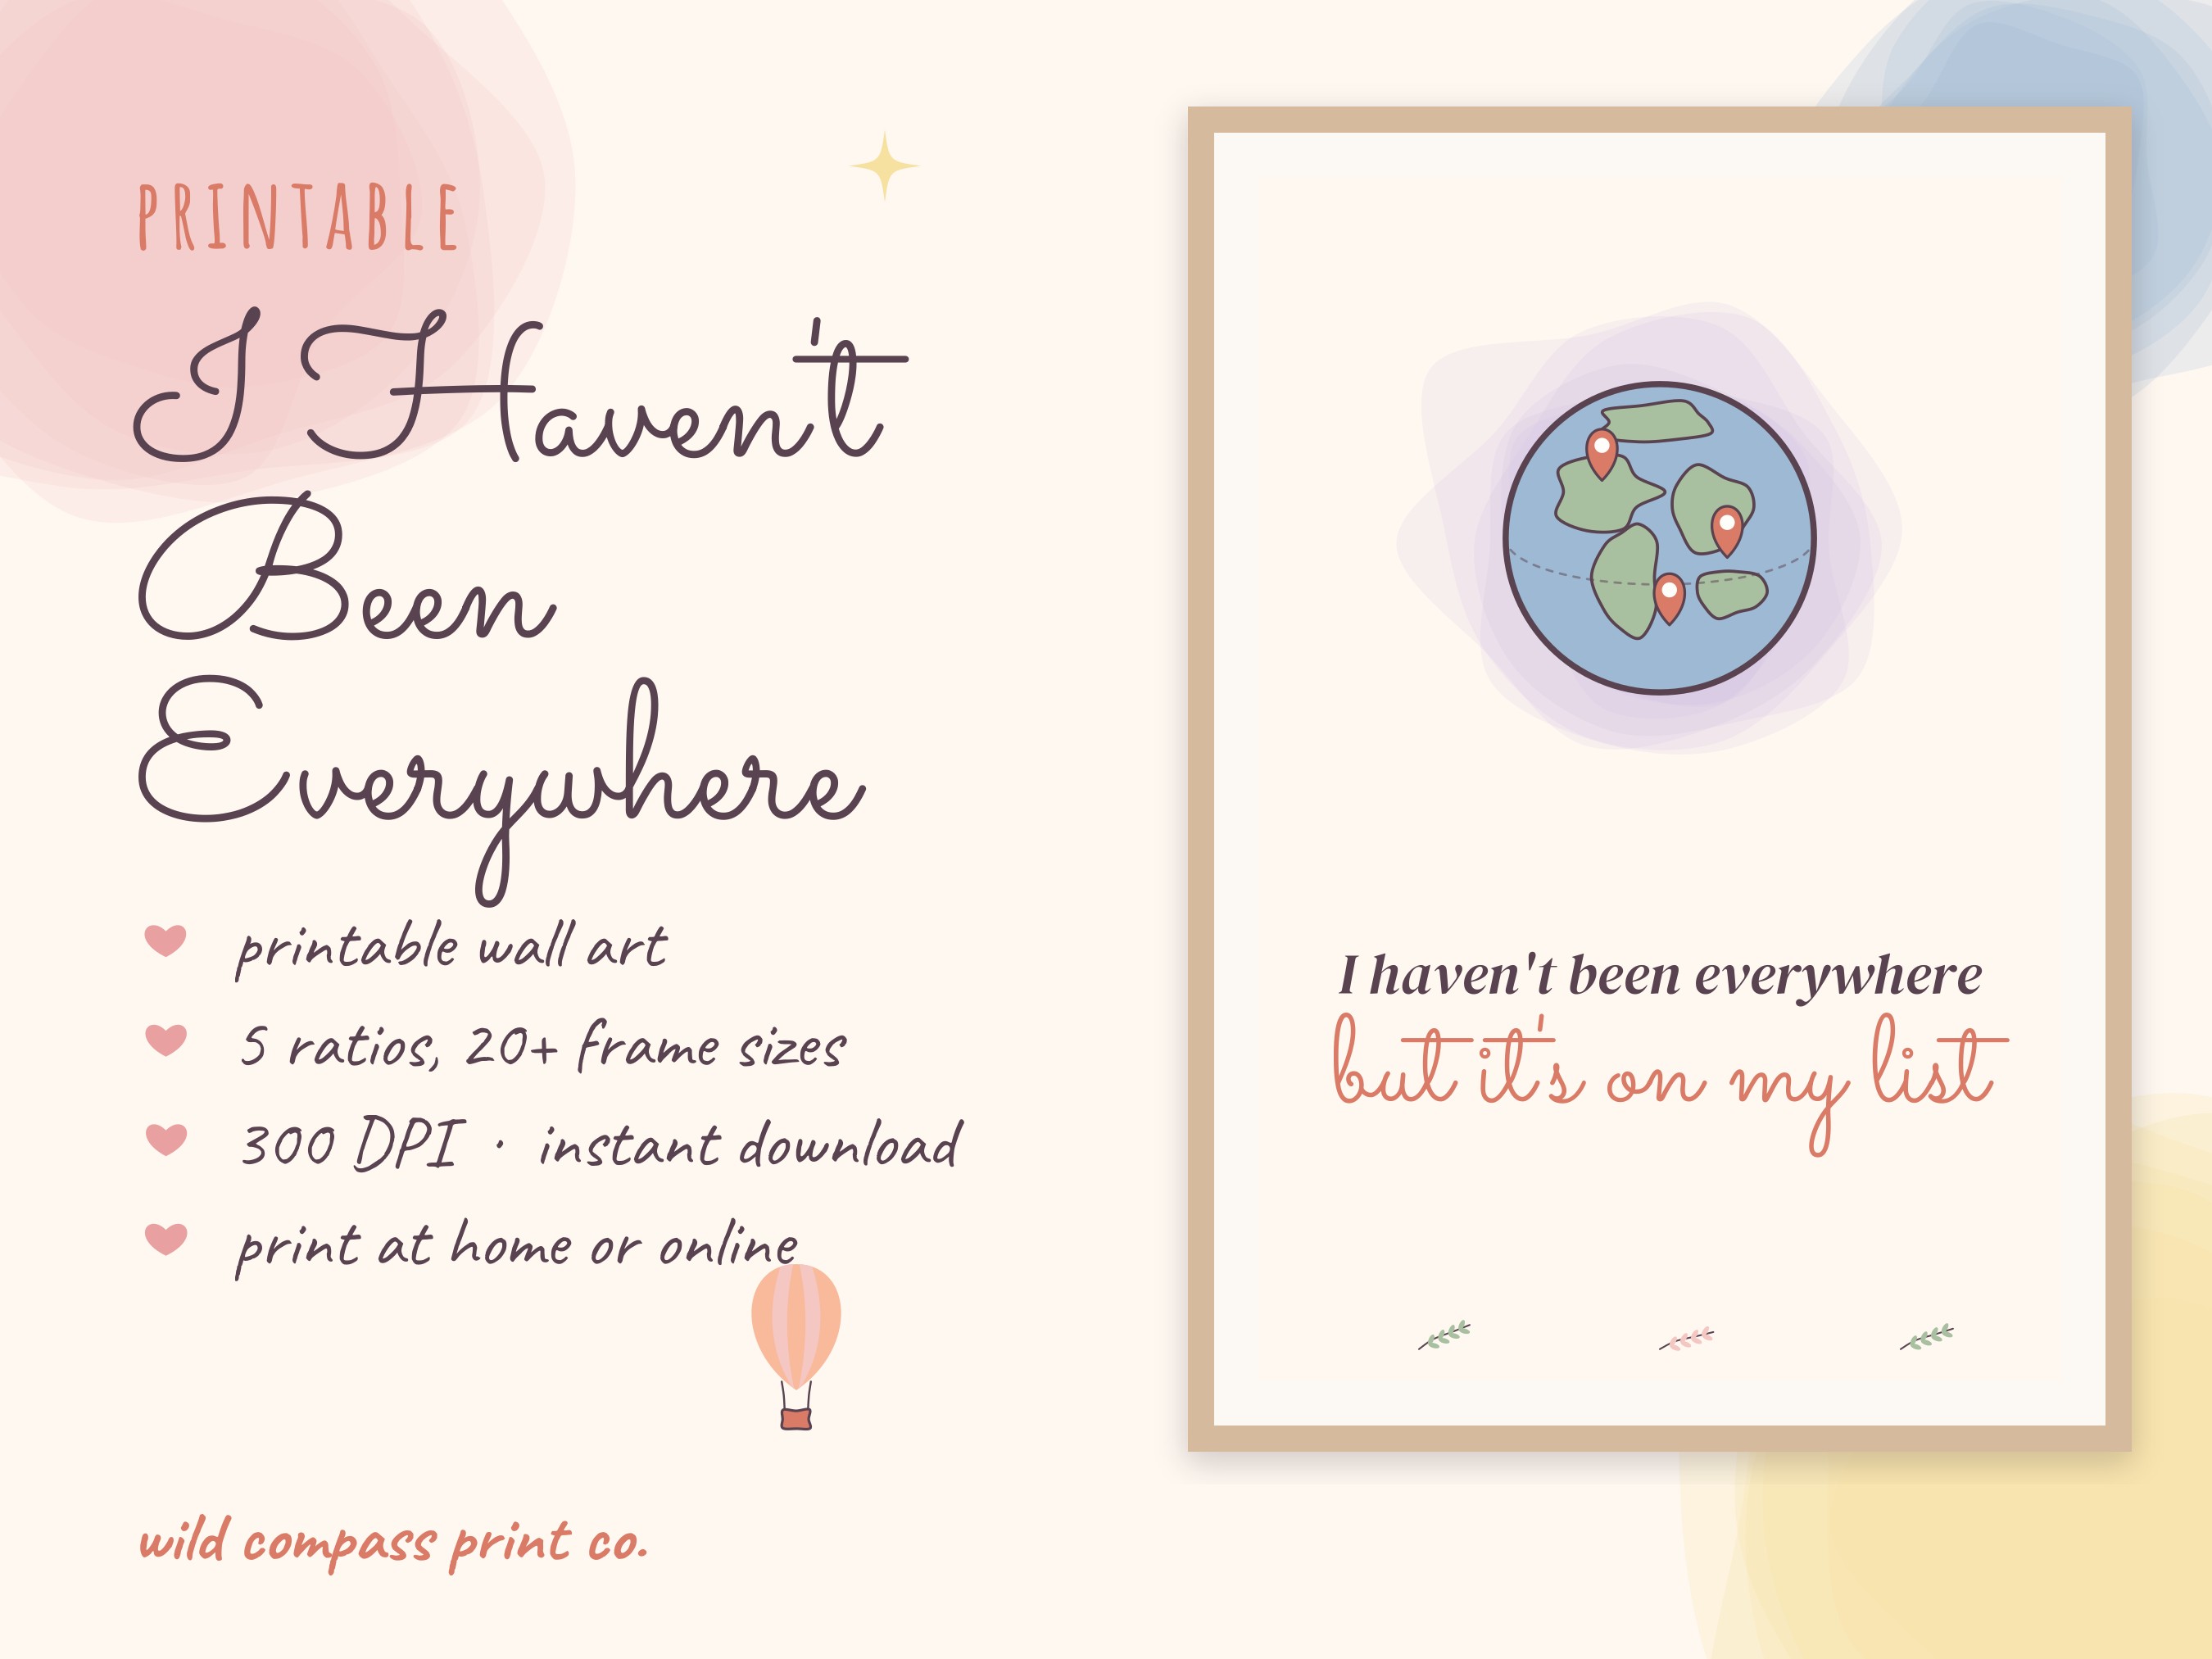 PRINTABLE
I Haven't
Been
Everywhere
printable wall art
5 ratios, 20+ frame sizes
300 DPI · instant download
print at home or online
wild compass print co.
I haven't been everywhere
but it's on my list